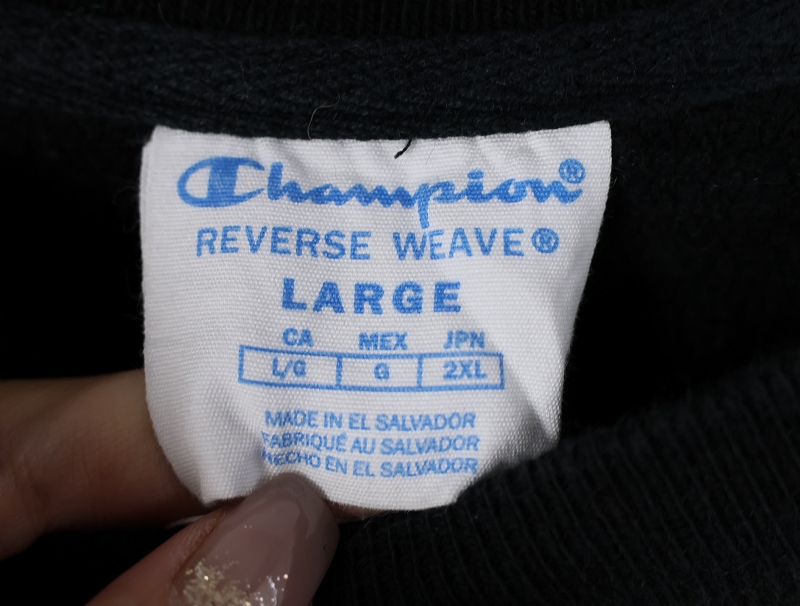 Champion®
REVERSE WEAVE®
LARGE
CA MEX JPN
L/G G 2XL
MADE IN EL SALVADOR
FABRIQUÉ AU SALVADOR
HECHO EN EL SALVADOR